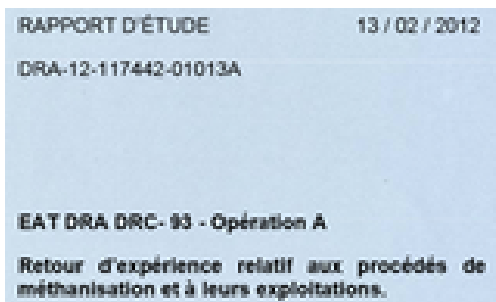 RAPPORT D'ÉTUDE 13 / 02 / 2012
DRA-12-117442-01013A
EAT DRA DRC- 93 - Opération A
Retour d'expérience relatif aux procédés de
méthanisation et à leurs exploitations.